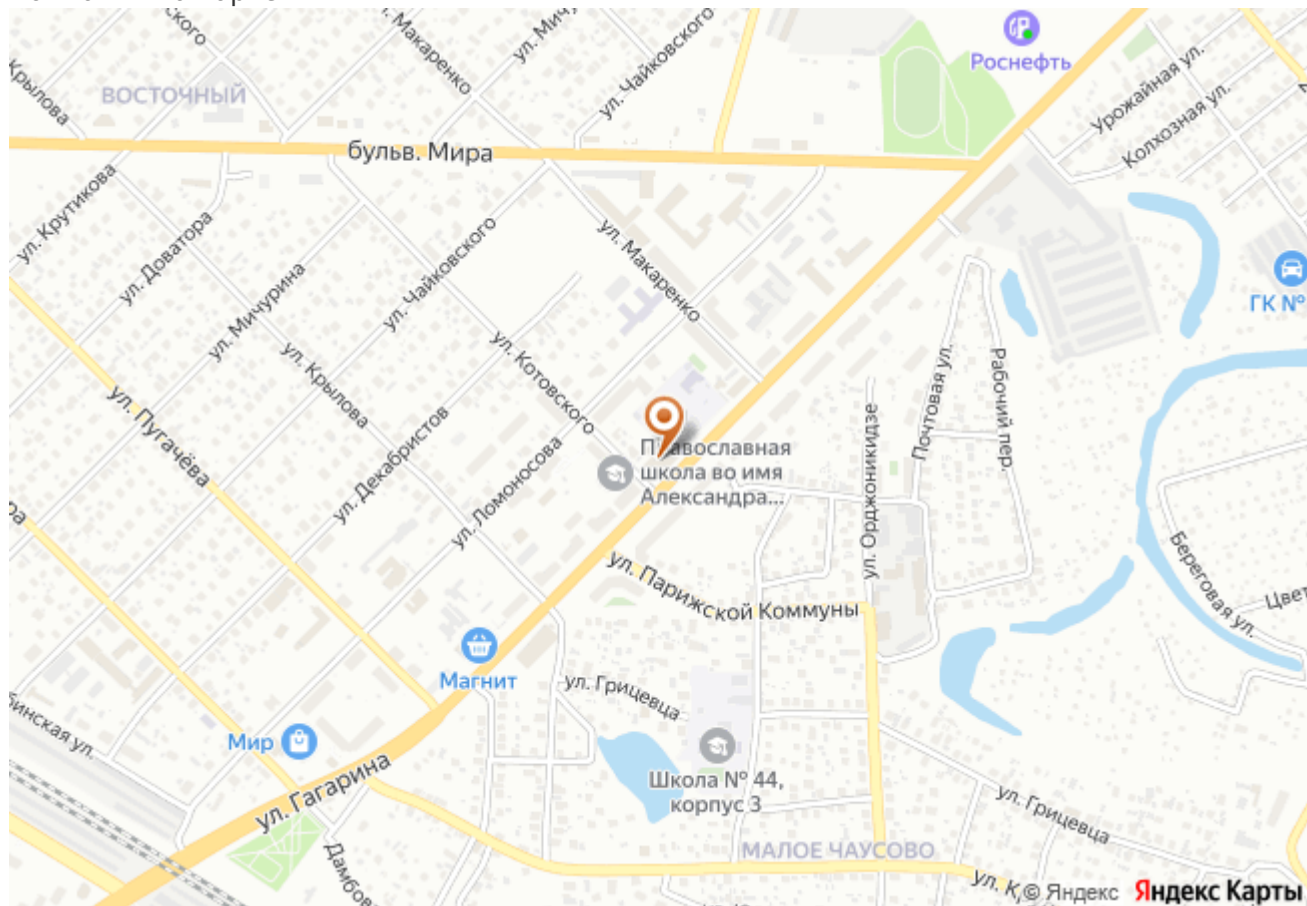 ул. Макаренко
ул. Чайковского
Роснефть
Крылова
ВОСТОЧНЫЙ
Урожайная ул.
Колхозная ул.
бульв. Мира
ул. Крутикова
ул. Доватора
ул. Мичурина
ул. Чайковского
ул. Макаренко
ГК №
ул. Крылова
ул. Котовского
Почтовая ул.
Рабочий пер.
ул. Пугачёва
ул. Декабристов
ул. Ломоносова
Православная
школа во имя
Александра...
ул. Орджоникидзе
ул. Парижской Коммуны
Береговая ул.
Цвет
Магнит
ул. Грицевца
Мир
Школа № 44,
корпус 3
ул. Гагарина
ул. Грицевца
МАЛОЕ ЧАУСОВО
Дамбов
ул. К
© Яндекс Яндекс Карты